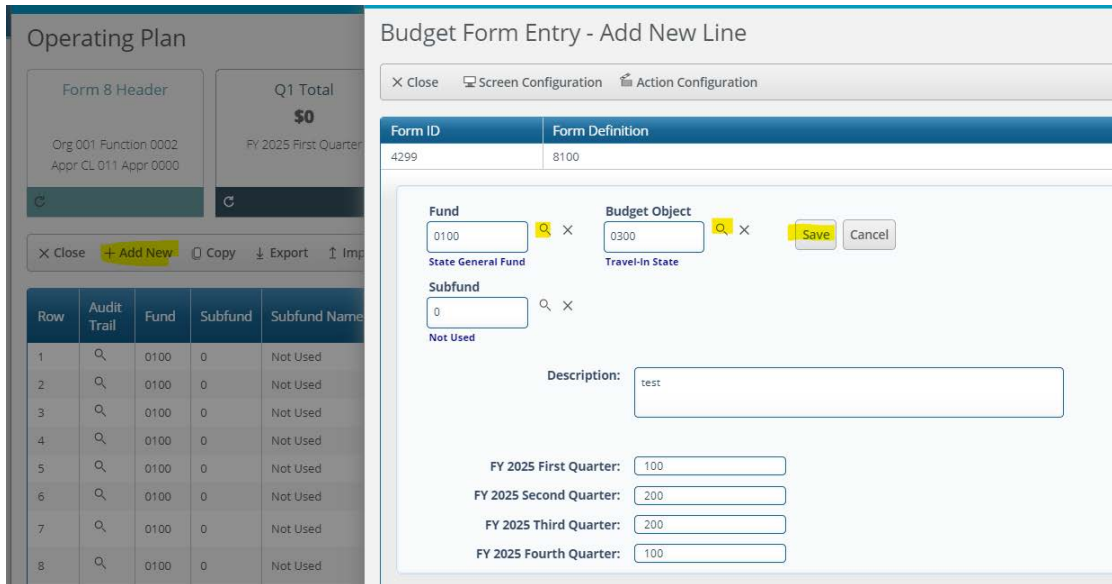 Operating Plan
Form 8 Header
Org 001 Function 0002
Appr CL 011 Appr 0000
Q1 Total
$0
FY 2025 First Quarter
Close + Add New Copy Export Imp
Row Audit Trail Fund Subfund Subfund Name
1 0100 0 Not Used
2 0100 0 Not Used
3 0100 0 Not Used
4 0100 0 Not Used
5 0100 0 Not Used
6 0100 0 Not Used
7 0100 0 Not Used
8 0100 0 Not Used
Budget Form Entry - Add New Line
Close Screen Configuration Action Configuration
Form ID Form Definition
4299 8100
Fund Budget Object
0100 0300 Save Cancel
State General Fund Travel-In State
Subfund
0
Not Used
Description: test
FY 2025 First Quarter: 100
FY 2025 Second Quarter: 200
FY 2025 Third Quarter: 200
FY 2025 Fourth Quarter: 100